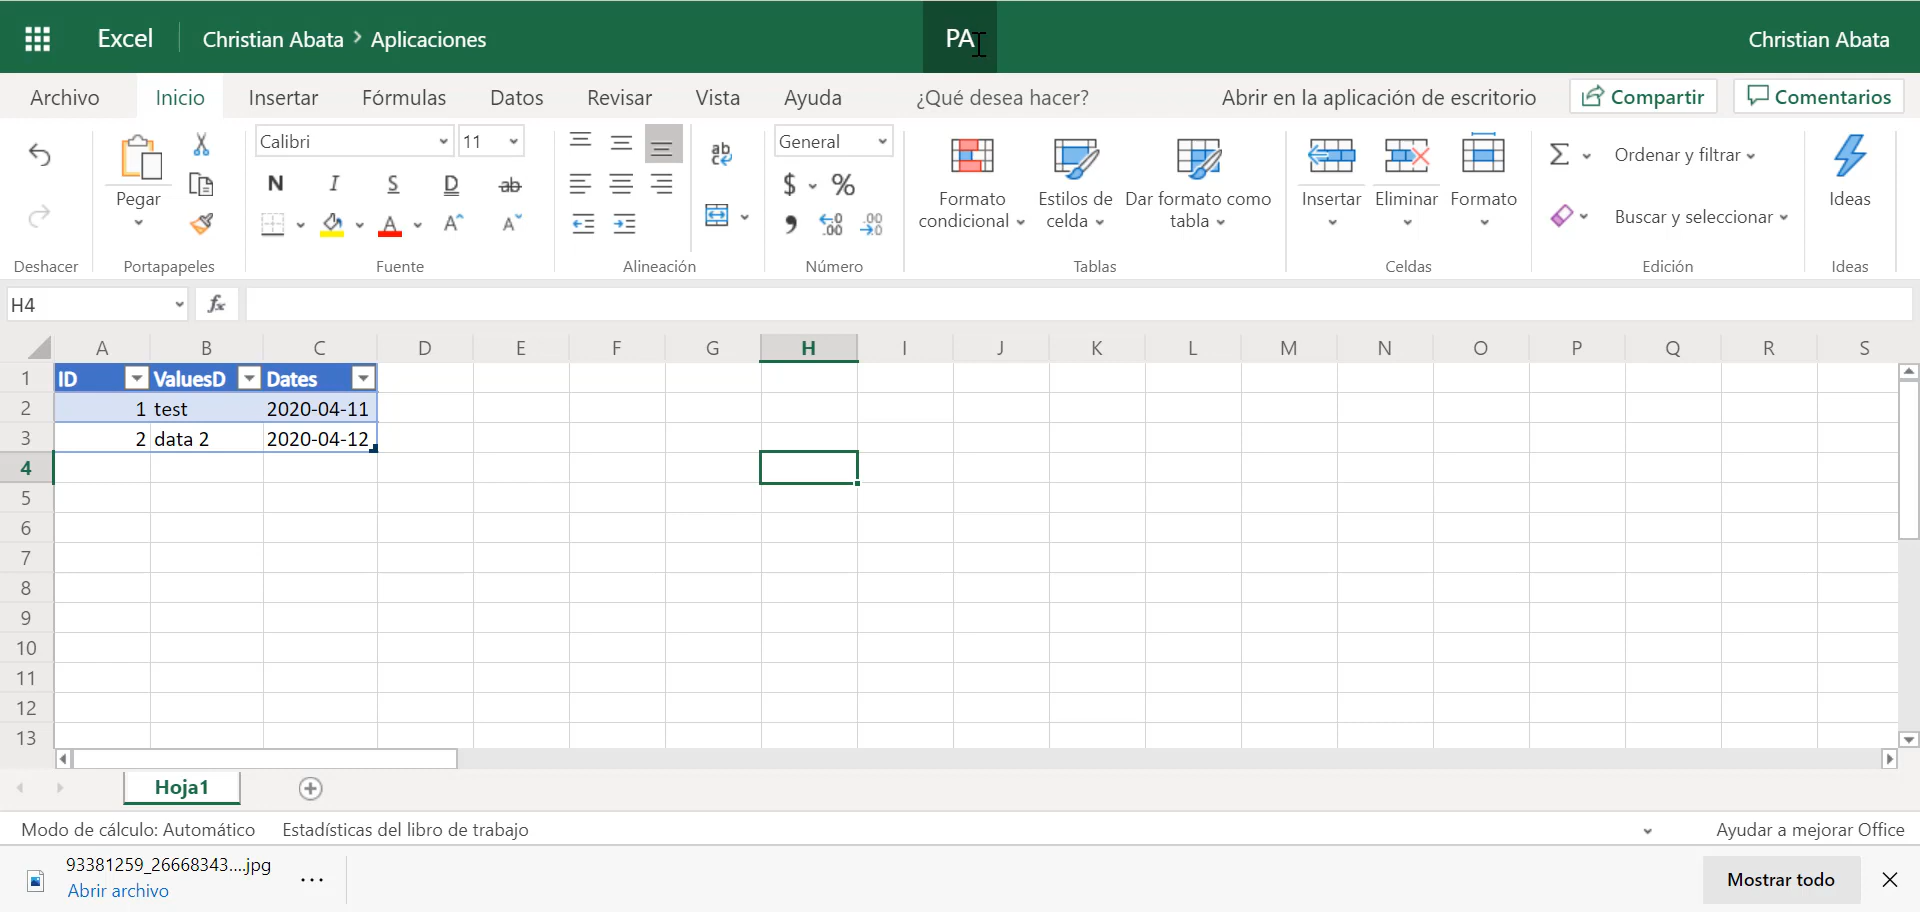 Excel Christian Abata > Aplicaciones PA Christian Abata
Archivo Inicio Insertar Fórmulas Datos Revisar Vista Ayuda ¿Qué desea hacer? Abrir en la aplicación de escritorio Compartir Comentarios
Calibri 11 General
Pegar N I S D ab $ % Formato condicional Estilos de celda Dar formato como tabla Insertar Eliminar Formato Σ Ordenar y filtrar Buscar y seleccionar Ideas
Deshacer Portapapeles Fuente Alineación Número Tablas Celdas Edición Ideas
H4 fx
A B C D E F G H I J K L M N O P Q R S
1 ID ValuesD Dates
2 1 test 2020-04-11
3 2 data 2 2020-04-12
4
5
6
7
8
9
10
11
12
13
Hoja1
Modo de cálculo: Automático Estadísticas del libro de trabajo Ayudar a mejorar Office
93381259_26668343....jpg
Abrir archivo
Mostrar todo